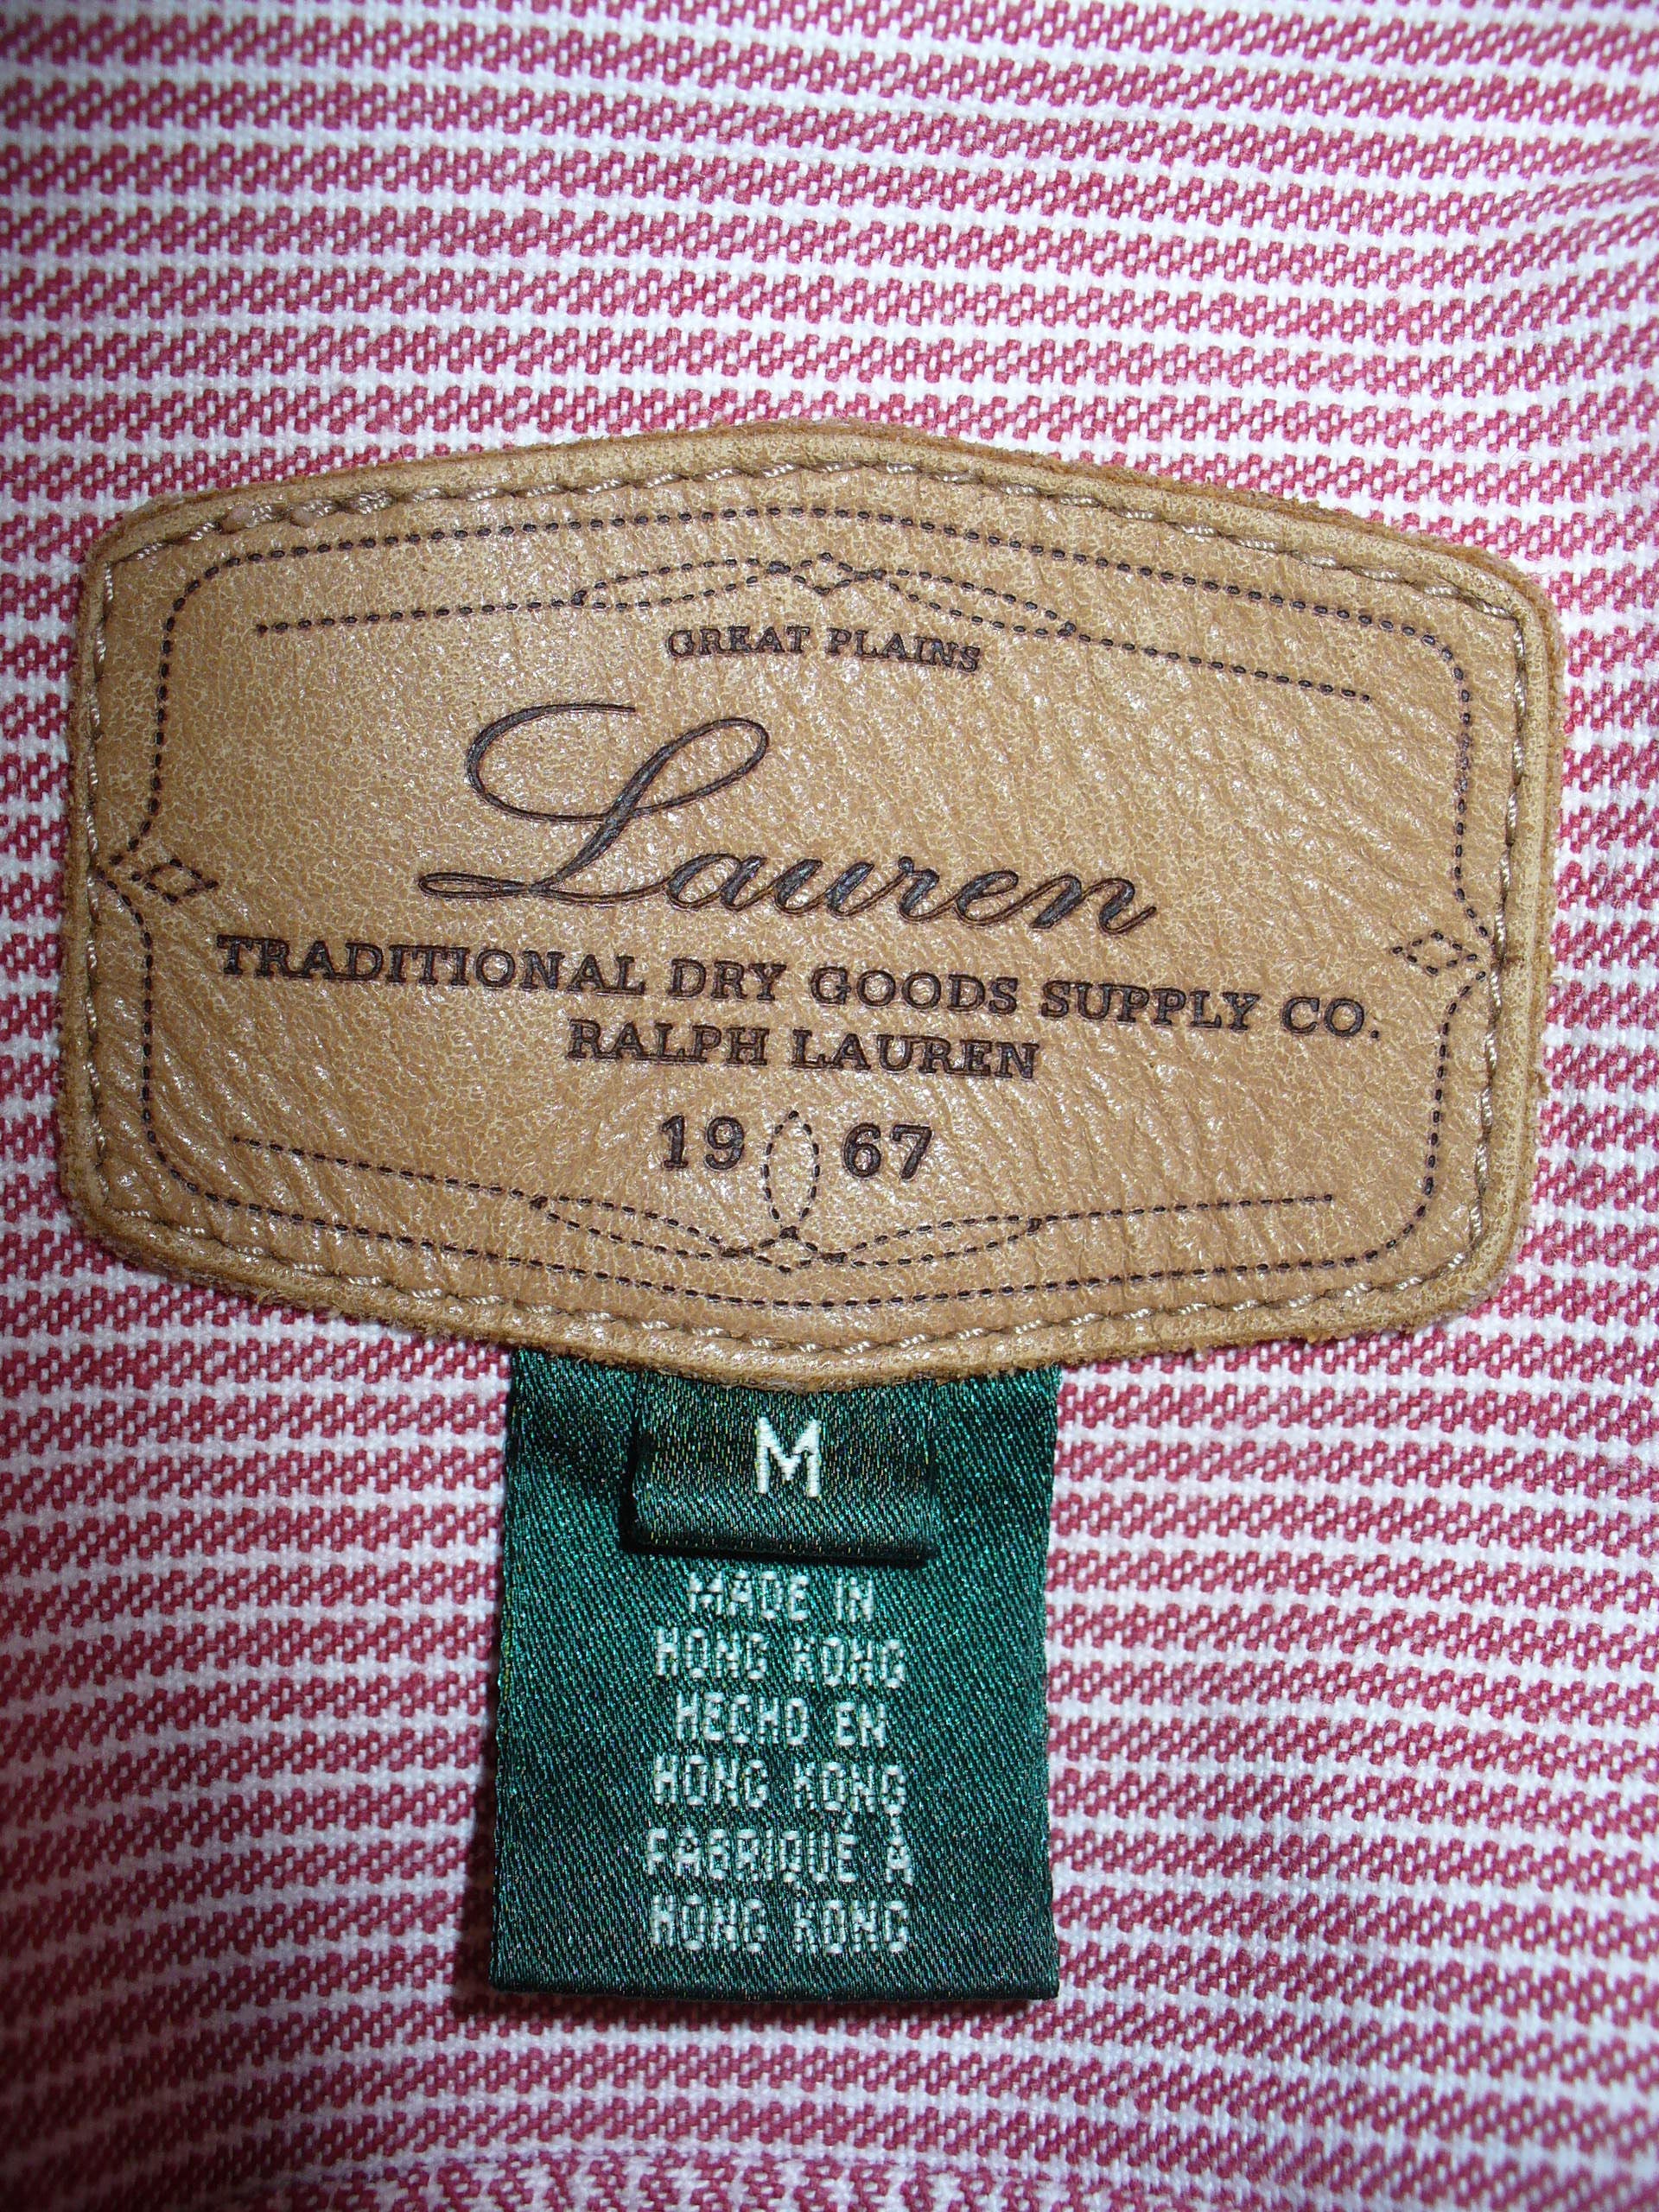 GREAT PLAINS
Lauren
TRADITIONAL DRY GOODS SUPPLY CO.
RALPH LAUREN
19 67
M
MADE IN
HONG KONG
HECHO EN
HONG KONG
FABRIQUÉ À
HONG KONG